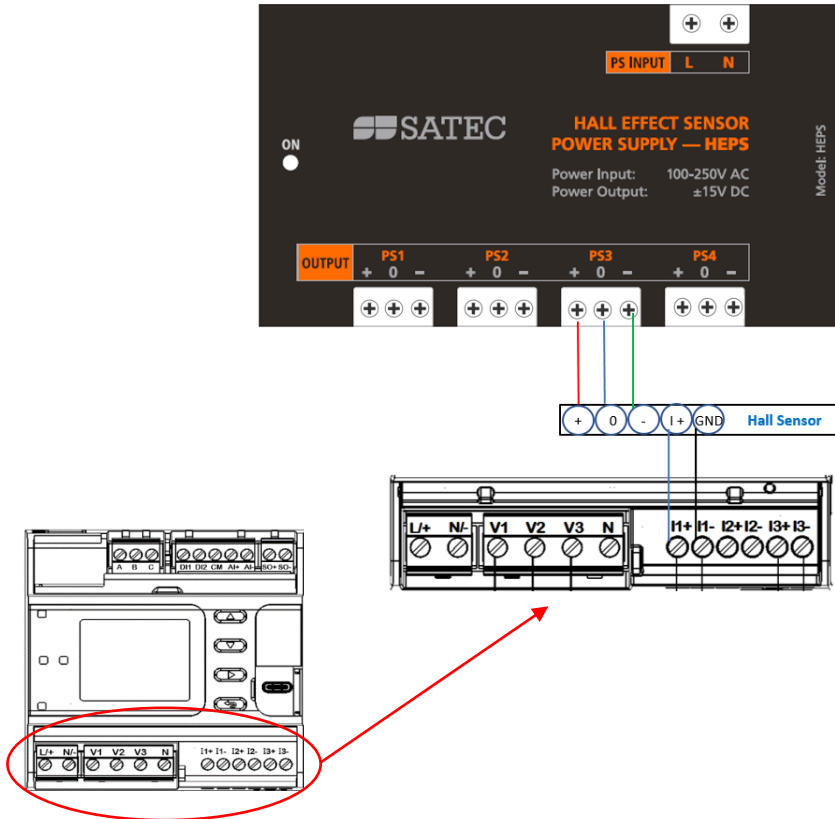 PS INPUT L N
SATEC
ON
HALL EFFECT SENSOR
POWER SUPPLY — HEPS
Power Input: 100-250V AC
Power Output: ±15V DC
Model: HEPS
OUTPUT PS1 PS2 PS3 PS4
+ 0 − + 0 − + 0 − + 0 −
+ 0 - I + GND Hall Sensor
L/+ N/- V1 V2 V3 N I1+ I1- I2+ I2- I3+ I3-
A B C DI1 DI2 CM AI+ AI- SO+ SO-
L/+ N/- V1 V2 V3 N I1+ I1- I2+ I2- I3+ I3-